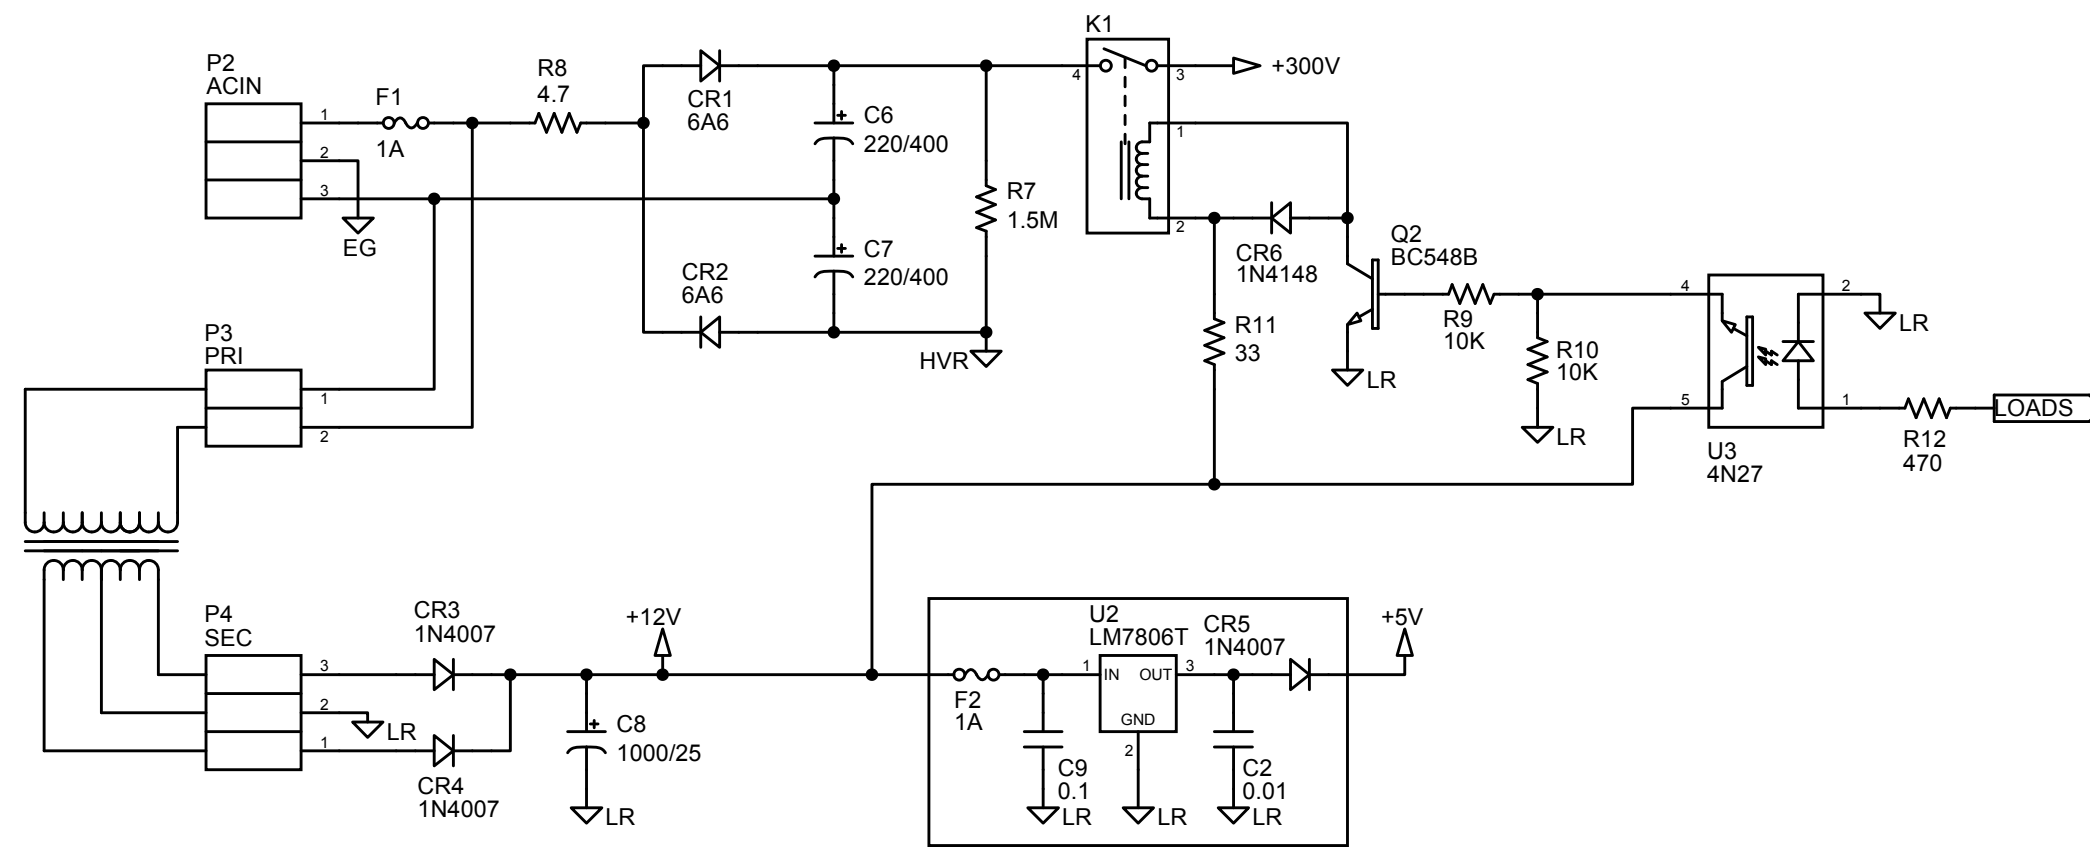 K1
4
3
+300V
1
2
P2
ACIN
1
2
3
F1
1A
EG
R8
4.7
CR1
6A6
CR2
6A6
+
C6
220/400
+
C7
220/400
R7
1.5M
HVR
CR6
1N4148
Q2
BC548B
LR
R11
33
R9
10K
R10
10K
LR
4
5
2
1
LR
U3
4N27
R12
470
LOADS
P3
PRI
1
2
P4
SEC
3
2
1
LR
CR3
1N4007
CR4
1N4007
+12V
+
C8
1000/25
LR
F2
1A
C9
0.1
LR
U2
LM7806T
1
IN
OUT
3
GND
2
LR
CR5
1N4007
C2
0.01
LR
+5V